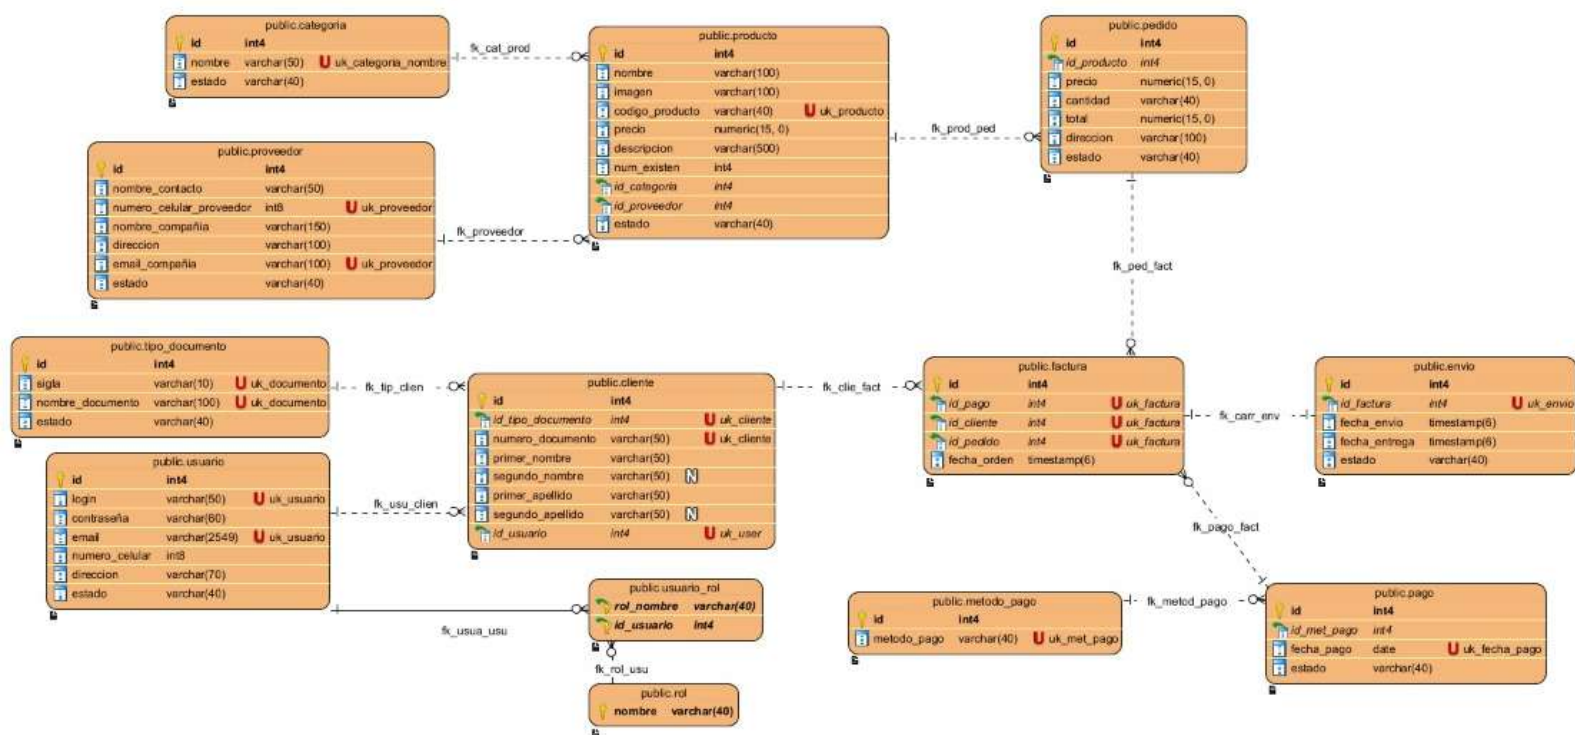 public.categoria
id int4
nombre varchar(50) U uk_categoria_nombre
estado varchar(40)
fk_cat_prod
public.producto
id int4
nombre varchar(100)
imagen varchar(100)
codigo_producto varchar(40) U uk_producto
precio numeric(15, 0)
descripcion varchar(500)
num_existen int4
id_categoria int4
id_proveedor int4
estado varchar(40)
fk_prod_ped
public.pedido
id int4
id_producto int4
precio numeric(15, 0)
cantidad varchar(40)
total numeric(15, 0)
direccion varchar(100)
estado varchar(40)
public.proveedor
id int4
nombre_contacto varchar(50)
numero_celular_proveedor int8 U uk_proveedor
nombre_compañia varchar(150)
direccion varchar(100)
email_compañia varchar(100) U uk_proveedor
estado varchar(40)
fk_proveedor
fk_ped_fact
public.tipo_documento
id int4
sigla varchar(10) U uk_documento
nombre_documento varchar(100) U uk_documento
estado varchar(40)
fk_tip_clien
public.cliente
id int4
id_tipo_documento int4 U uk_cliente
numero_documento varchar(50) U uk_cliente
primer_nombre varchar(50)
segundo_nombre varchar(50) N
primer_apellido varchar(50)
segundo_apellido varchar(50) N
id_usuario int4 U uk_user
fk_clie_fact
public.factura
id int4
id_pago int4 U uk_factura
id_cliente int4 U uk_factura
id_pedido int4 U uk_factura
fecha_orden timestamp(6)
fk_carr_env
public.envio
id int4
id_factura int4 U uk_envio
fecha_envio timestamp(6)
fecha_entrega timestamp(6)
estado varchar(40)
public.usuario
id int4
login varchar(50) U uk_usuario
contraseña varchar(60)
email varchar(2549) U uk_usuario
numero_celular int8
direccion varchar(70)
estado varchar(40)
fk_usu_clien
fk_pago_fact
fk_usua_usu
public.usuario_rol
rol_nombre varchar(40)
id_usuario int4
fk_rol_usu
public.rol
nombre varchar(40)
public.metodo_pago
id int4
metodo_pago varchar(40) U uk_met_pago
fk_metod_pago
public.pago
id int4
id_met_pago int4
fecha_pago date U uk_fecha_pago
estado varchar(40)